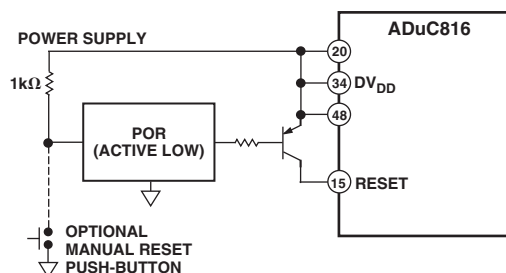 ADuC816
POWER SUPPLY
20
1kΩ
34 DVDD
48
POR
(ACTIVE LOW)
15 RESET
OPTIONAL
MANUAL RESET
PUSH-BUTTON